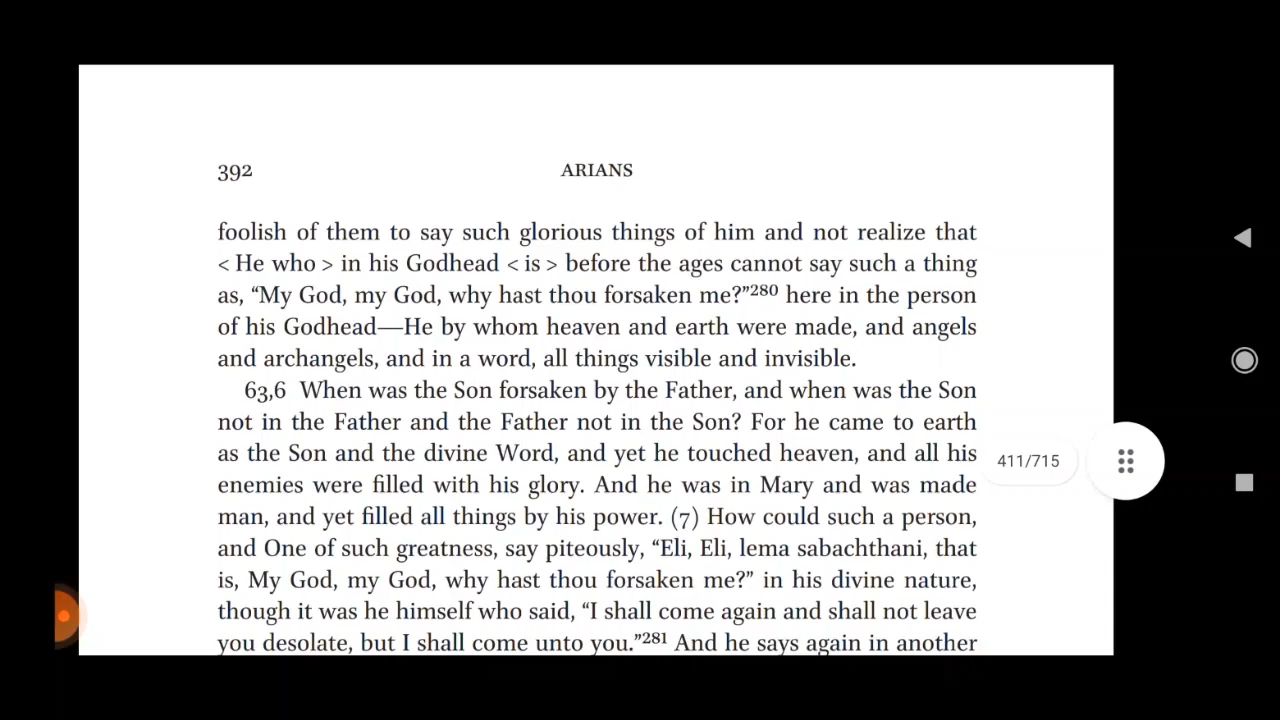 392 ARIANS
foolish of them to say such glorious things of him and not realize that
< He who > in his Godhead < is > before the ages cannot say such a thing
as, “My God, my God, why hast thou forsaken me?”280 here in the person
of his Godhead—He by whom heaven and earth were made, and angels
and archangels, and in a word, all things visible and invisible.
63,6 When was the Son forsaken by the Father, and when was the Son
not in the Father and the Father not in the Son? For he came to earth
as the Son and the divine Word, and yet he touched heaven, and all his
411/715
enemies were filled with his glory. And he was in Mary and was made
man, and yet filled all things by his power. (7) How could such a person,
and One of such greatness, say piteously, “Eli, Eli, lema sabachthani, that
is, My God, my God, why hast thou forsaken me?” in his divine nature,
though it was he himself who said, “I shall come again and shall not leave
you desolate, but I shall come unto you.”281 And he says again in another